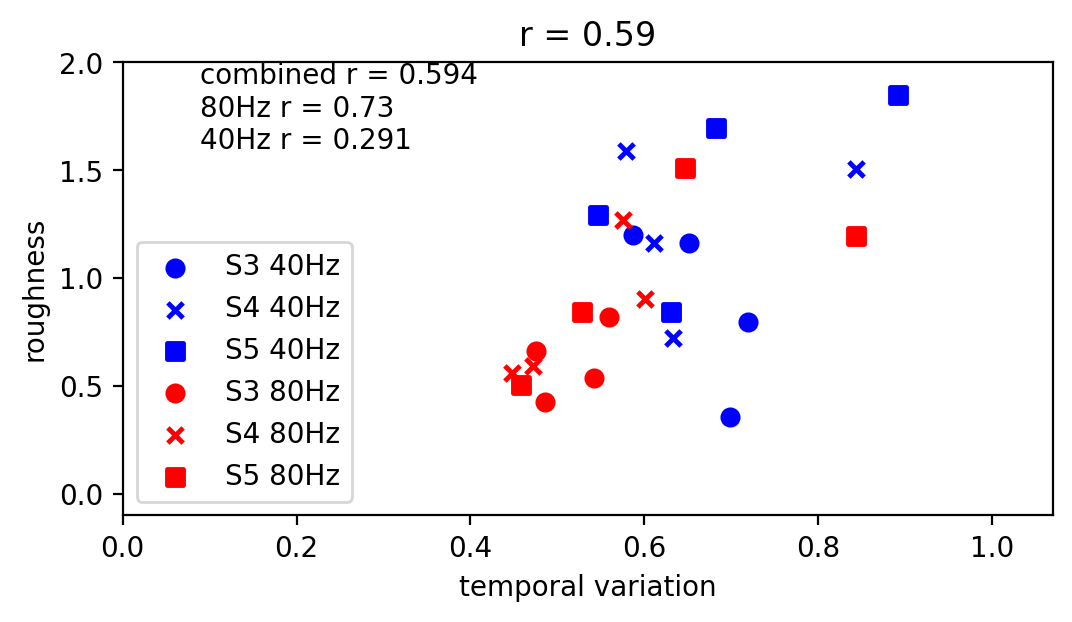 r = 0.59
combined r = 0.594
80Hz r = 0.73
40Hz r = 0.291
2.0
1.5
1.0
0.5
0.0
roughness
S3 40Hz
S4 40Hz
S5 40Hz
S3 80Hz
S4 80Hz
S5 80Hz
0.0 0.2 0.4 0.6 0.8 1.0
temporal variation